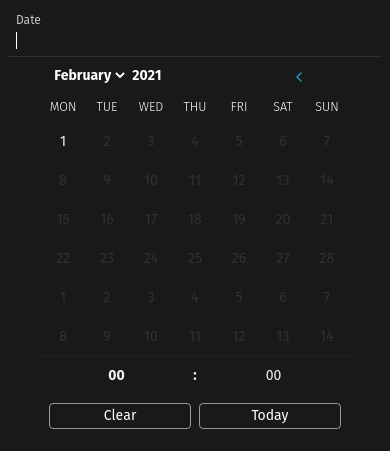 Date
February 2021
MON TUE WED THU FRI SAT SUN
1 2 3 4 5 6 7
8 9 10 11 12 13 14
15 16 17 18 19 20 21
22 23 24 25 26 27 28
1 2 3 4 5 6 7
8 9 10 11 12 13 14
00 : 00
Clear Today